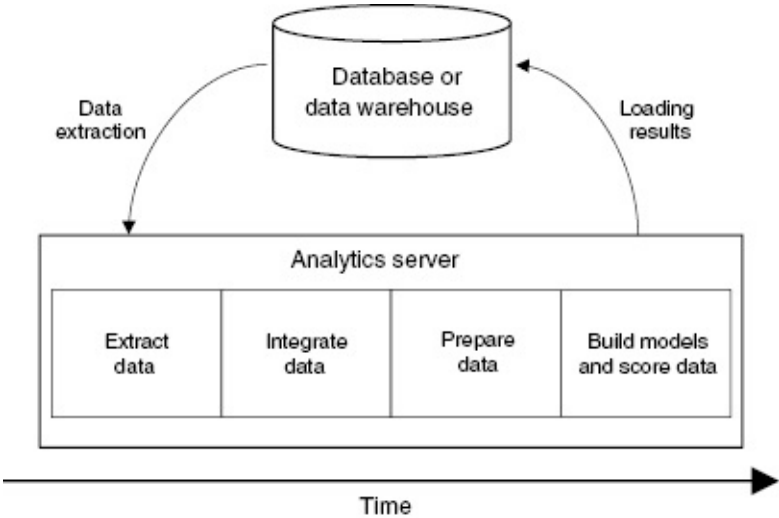 Database or
data warehouse
Data
extraction
Loading
results
Analytics server
Extract
data
Integrate
data
Prepare
data
Build models
and score data
Time